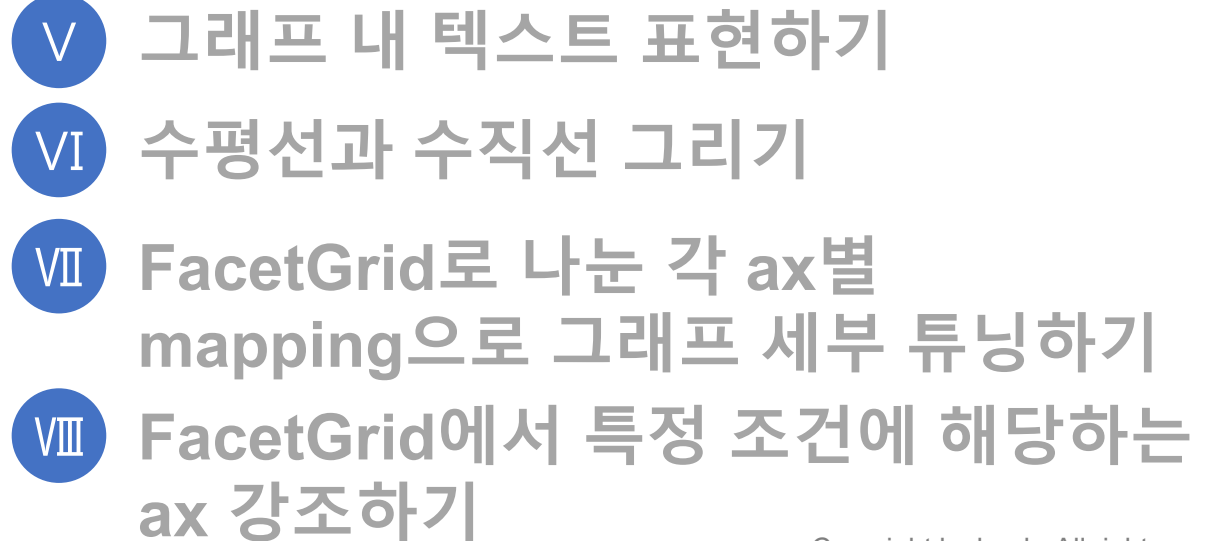 Ⅴ 그래프 내 텍스트 표현하기
Ⅵ 수평선과 수직선 그리기
Ⅶ FacetGrid로 나눈 각 ax별
mapping으로 그래프 세부 튜닝하기
Ⅷ FacetGrid에서 특정 조건에 해당하는
ax 강조하기